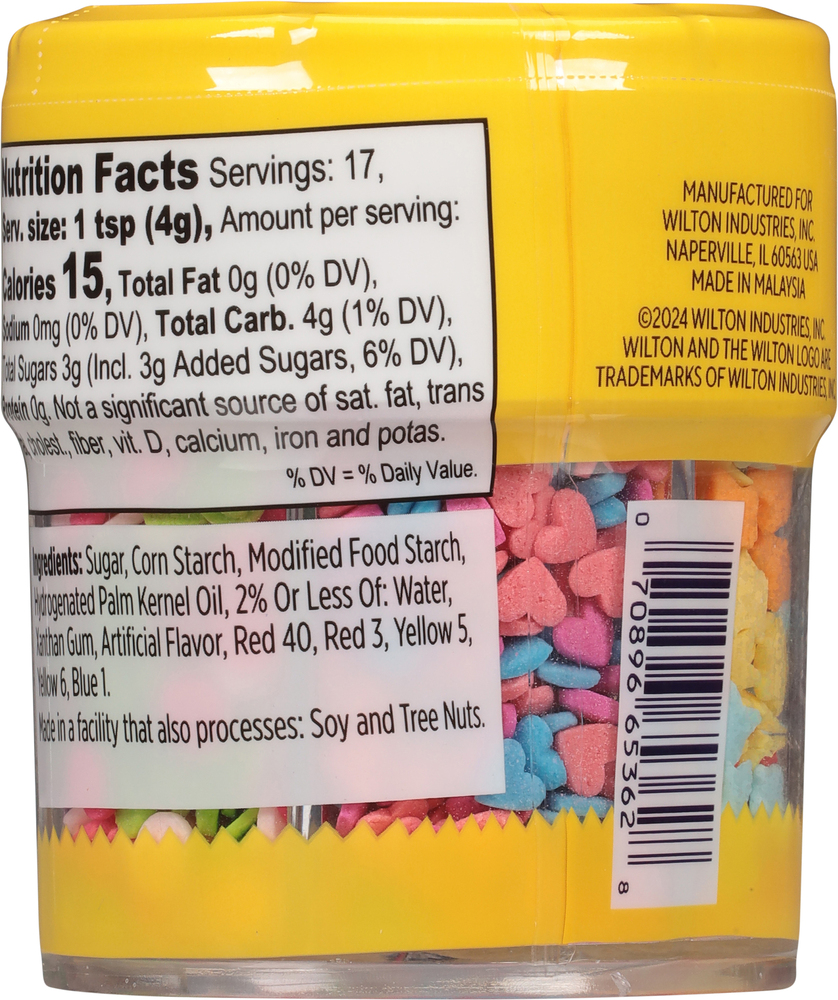 Nutrition Facts Servings: 17,
Serv. size: 1 tsp (4g), Amount per serving:
Calories 15, Total Fat 0g (0% DV),
Sodium 0mg (0% DV), Total Carb. 4g (1% DV),
Total Sugars 3g (Incl. 3g Added Sugars, 6% DV),
Protein 0g. Not a significant source of sat. fat, trans
cholest., fiber, vit. D, calcium, iron and potas.
% DV = % Daily Value.
Ingredients: Sugar, Corn Starch, Modified Food Starch,
Hydrogenated Palm Kernel Oil, 2% Or Less Of: Water,
Xanthan Gum, Artificial Flavor, Red 40, Red 3, Yellow 5,
Yellow 6, Blue 1.
Made in a facility that also processes: Soy and Tree Nuts.
MANUFACTURED FOR
WILTON INDUSTRIES, INC.
NAPERVILLE, IL 60563 USA
MADE IN MALAYSIA
©2024 WILTON INDUSTRIES, INC.
WILTON AND THE WILTON LOGO ARE
TRADEMARKS OF WILTON INDUSTRIES, INC.
0 70896 65362 8